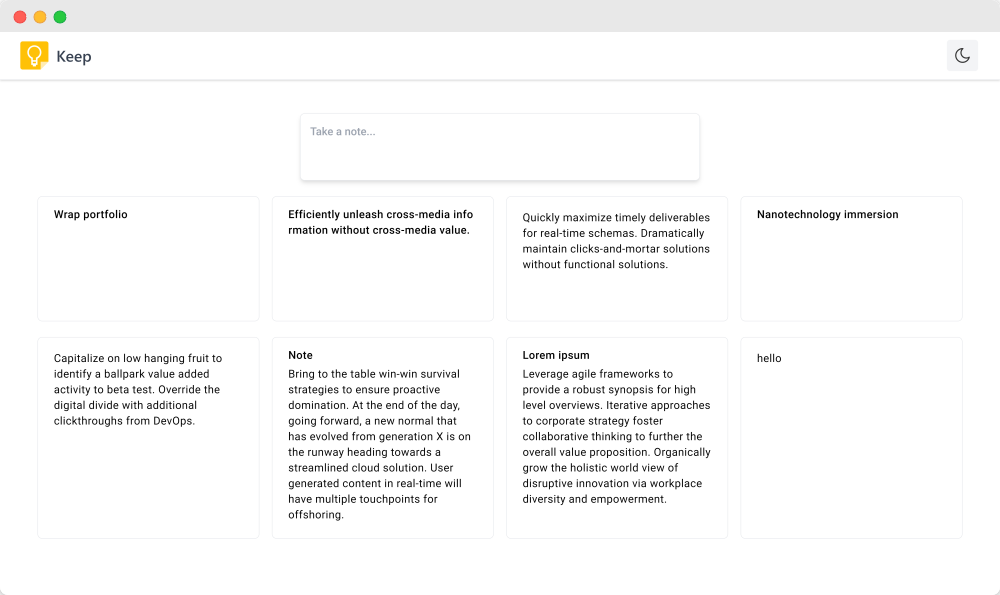 Keep
Take a note...
Wrap portfolio
Efficiently unleash cross-media info
rmation without cross-media value.
Quickly maximize timely deliverables
for real-time schemas. Dramatically
maintain clicks-and-mortar solutions
without functional solutions.
Nanotechnology immersion
Capitalize on low hanging fruit to
identify a ballpark value added
activity to beta test. Override the
digital divide with additional
clickthroughs from DevOps.
Note
Bring to the table win-win survival
strategies to ensure proactive
domination. At the end of the day,
going forward, a new normal that
has evolved from generation X is on
the runway heading towards a
streamlined cloud solution. User
generated content in real-time will
have multiple touchpoints for
offshoring.
Lorem ipsum
Leverage agile frameworks to
provide a robust synopsis for high
level overviews. Iterative approaches
to corporate strategy foster
collaborative thinking to further the
overall value proposition. Organically
grow the holistic world view of
disruptive innovation via workplace
diversity and empowerment.
hello